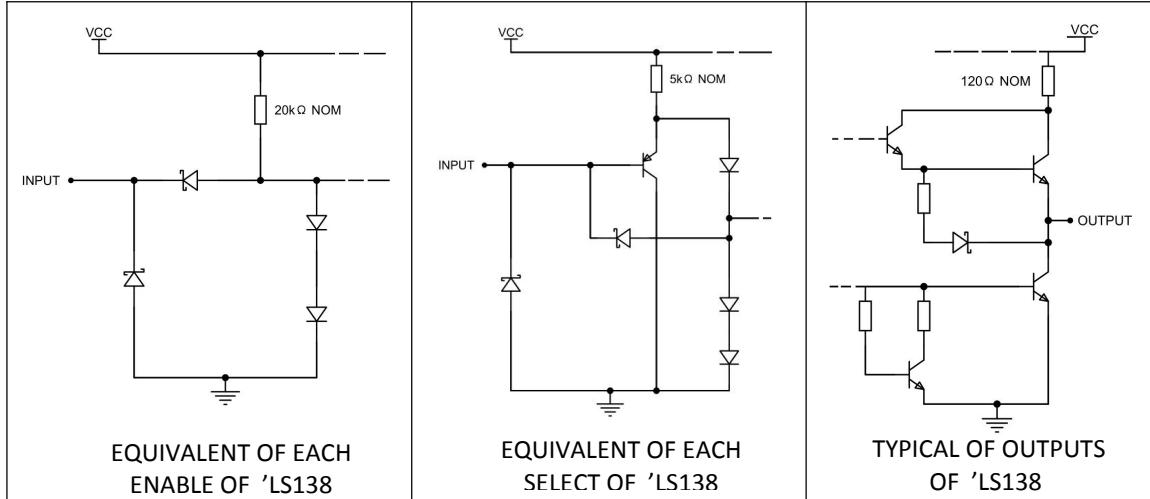 VCC
20kΩ NOM
INPUT
EQUIVALENT OF EACH
ENABLE OF ’LS138
VCC
5kΩ NOM
INPUT
EQUIVALENT OF EACH
SELECT OF ’LS138
VCC
120Ω NOM
OUTPUT
TYPICAL OF OUTPUTS
OF ’LS138